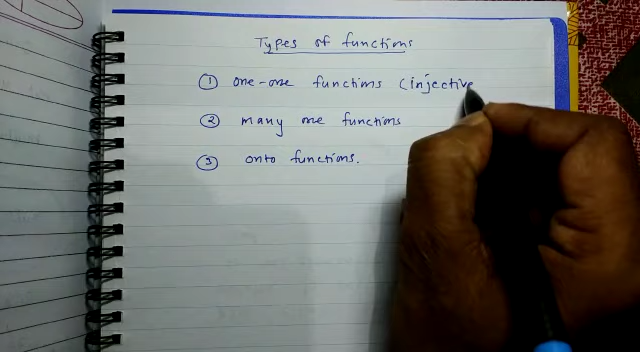 Types of functions
① one-one functions (injective
② many one functions
③ onto functions.